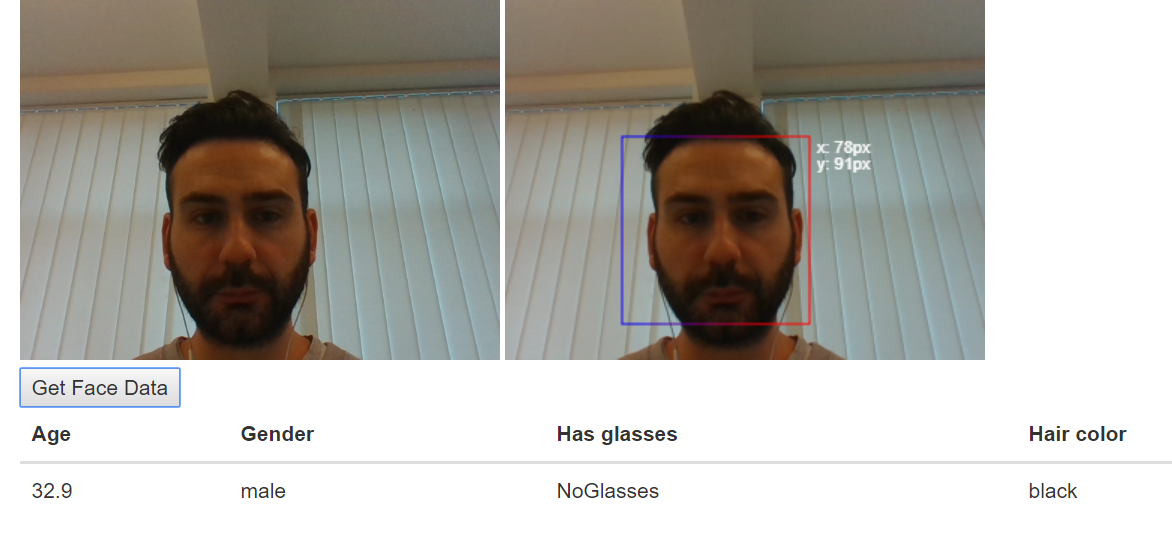 x: 78px
y: 91px
Get Face Data
Age Gender Has glasses Hair color
32.9 male NoGlasses black